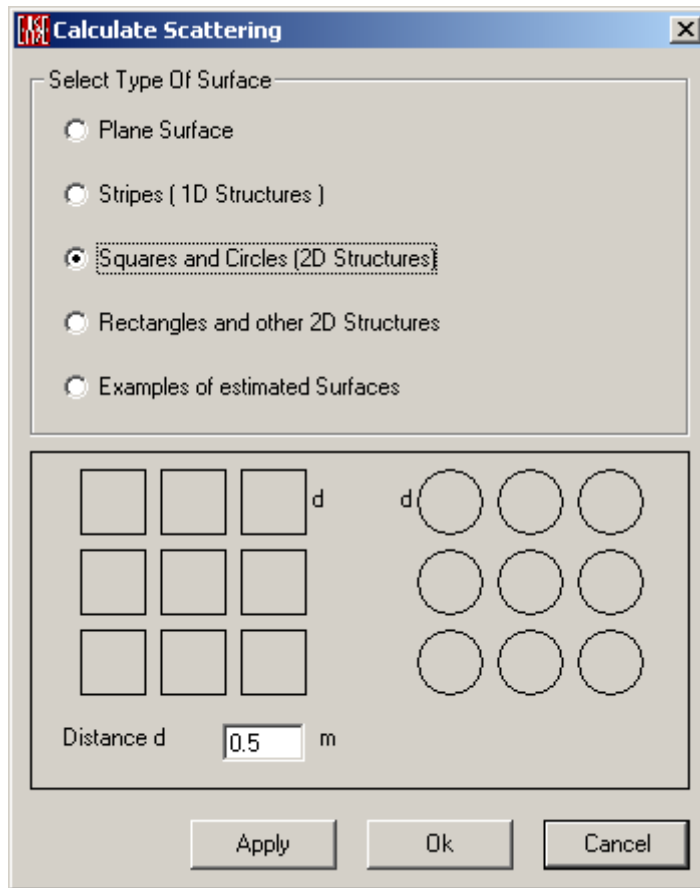 EASE
Calculate Scattering
Select Type Of Surface
Plane Surface
Stripes ( 1D Structures )
Squares and Circles (2D Structures)
Rectangles and other 2D Structures
Examples of estimated Surfaces
d d
Distance d 0.5 m
Apply Ok Cancel